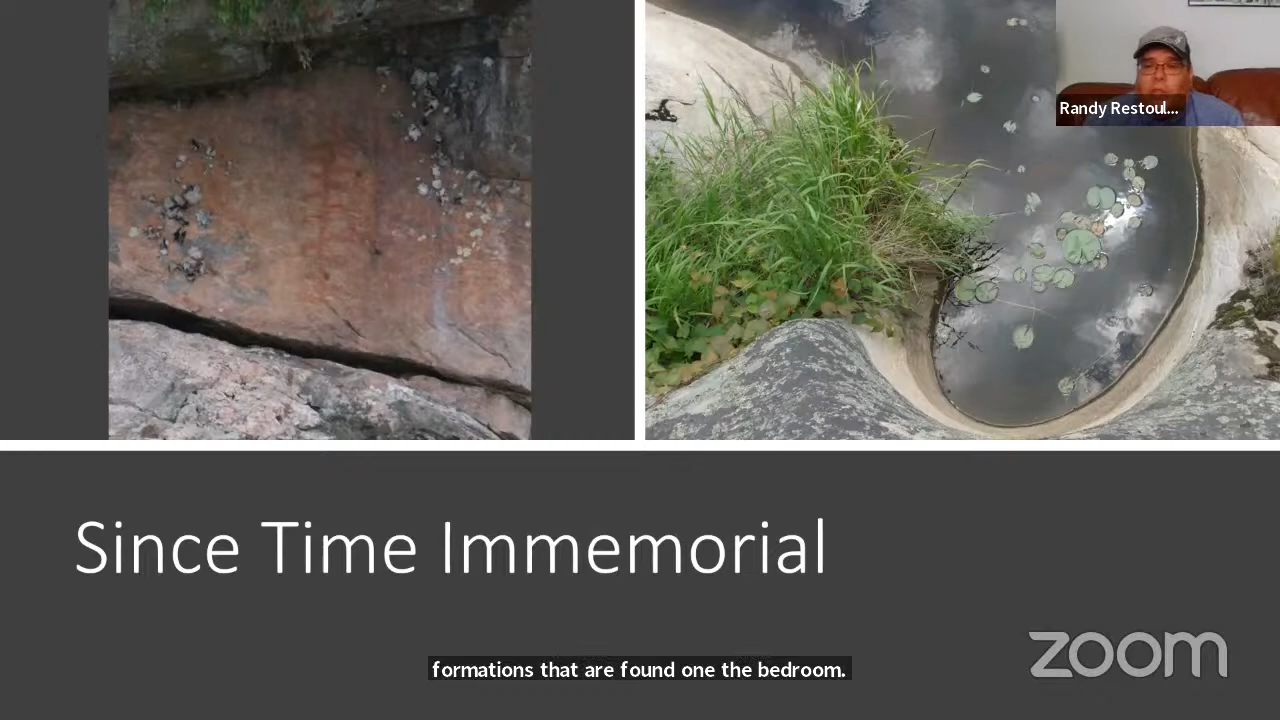 Randy Restoul...
Since Time Immemorial
formations that are found one the bedroom.
zoom